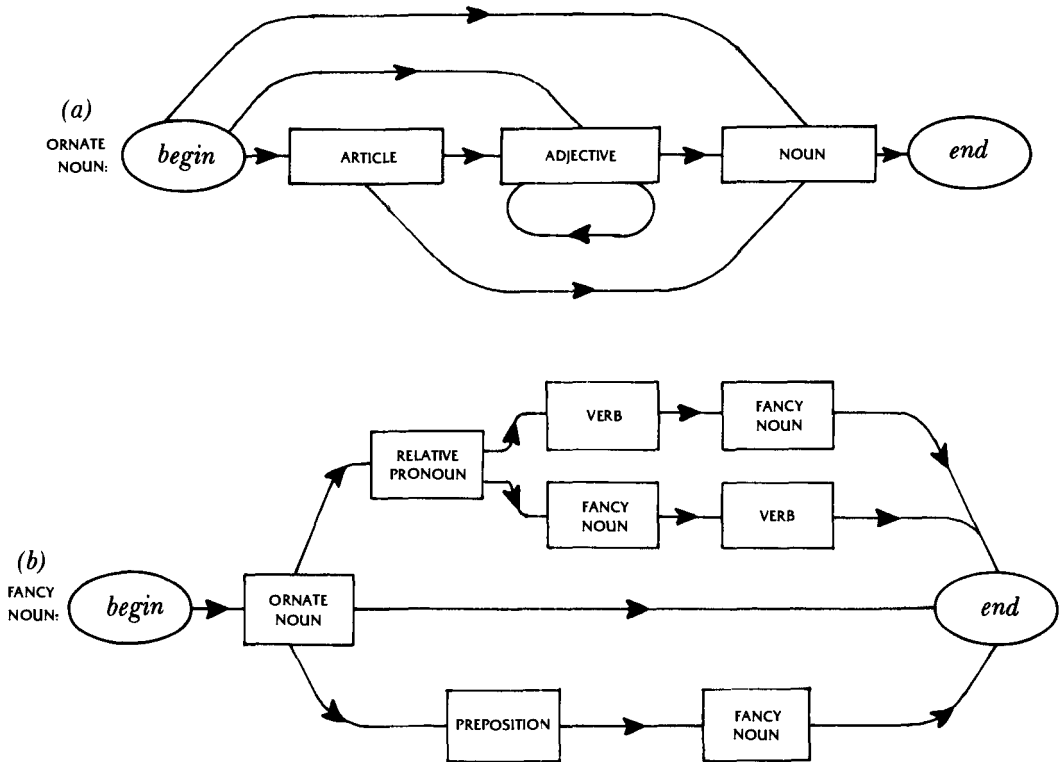 (a)
ORNATE
NOUN:
begin
ARTICLE
ADJECTIVE
NOUN
end
(b)
FANCY
NOUN:
begin
ORNATE
NOUN
RELATIVE
PRONOUN
VERB
FANCY
NOUN
FANCY
NOUN
VERB
PREPOSITION
FANCY
NOUN
end